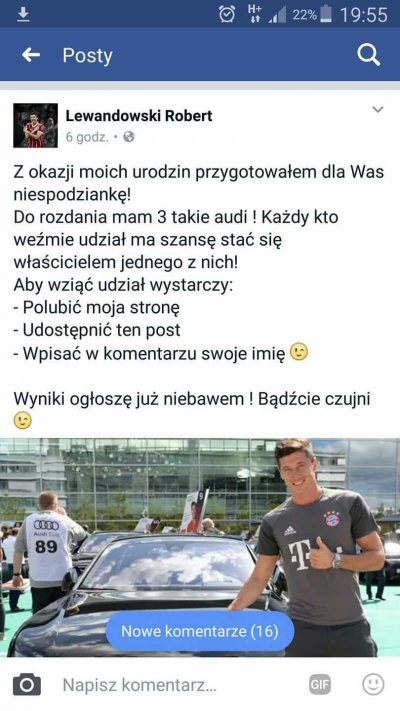 H+
22%
19:55
Posty
Lewandowski Robert
6 godz.
Z okazji moich urodzin przygotowałem dla Was
niespodziankę!
Do rozdania mam 3 takie audi ! Każdy kto
weźmie udział ma szansę stać się
właścicielem jednego z nich!
Aby wziąć udział wystarczy:
- Polubić moja stronę
- Udostępnić ten post
- Wpisać w komentarzu swoje imię 😉
Wyniki ogłoszę już niebawem ! Bądźcie czujni
😉
Audi Cup
89
adidas
T
Nowe komentarze (16)
Napisz komentarz...
GIF